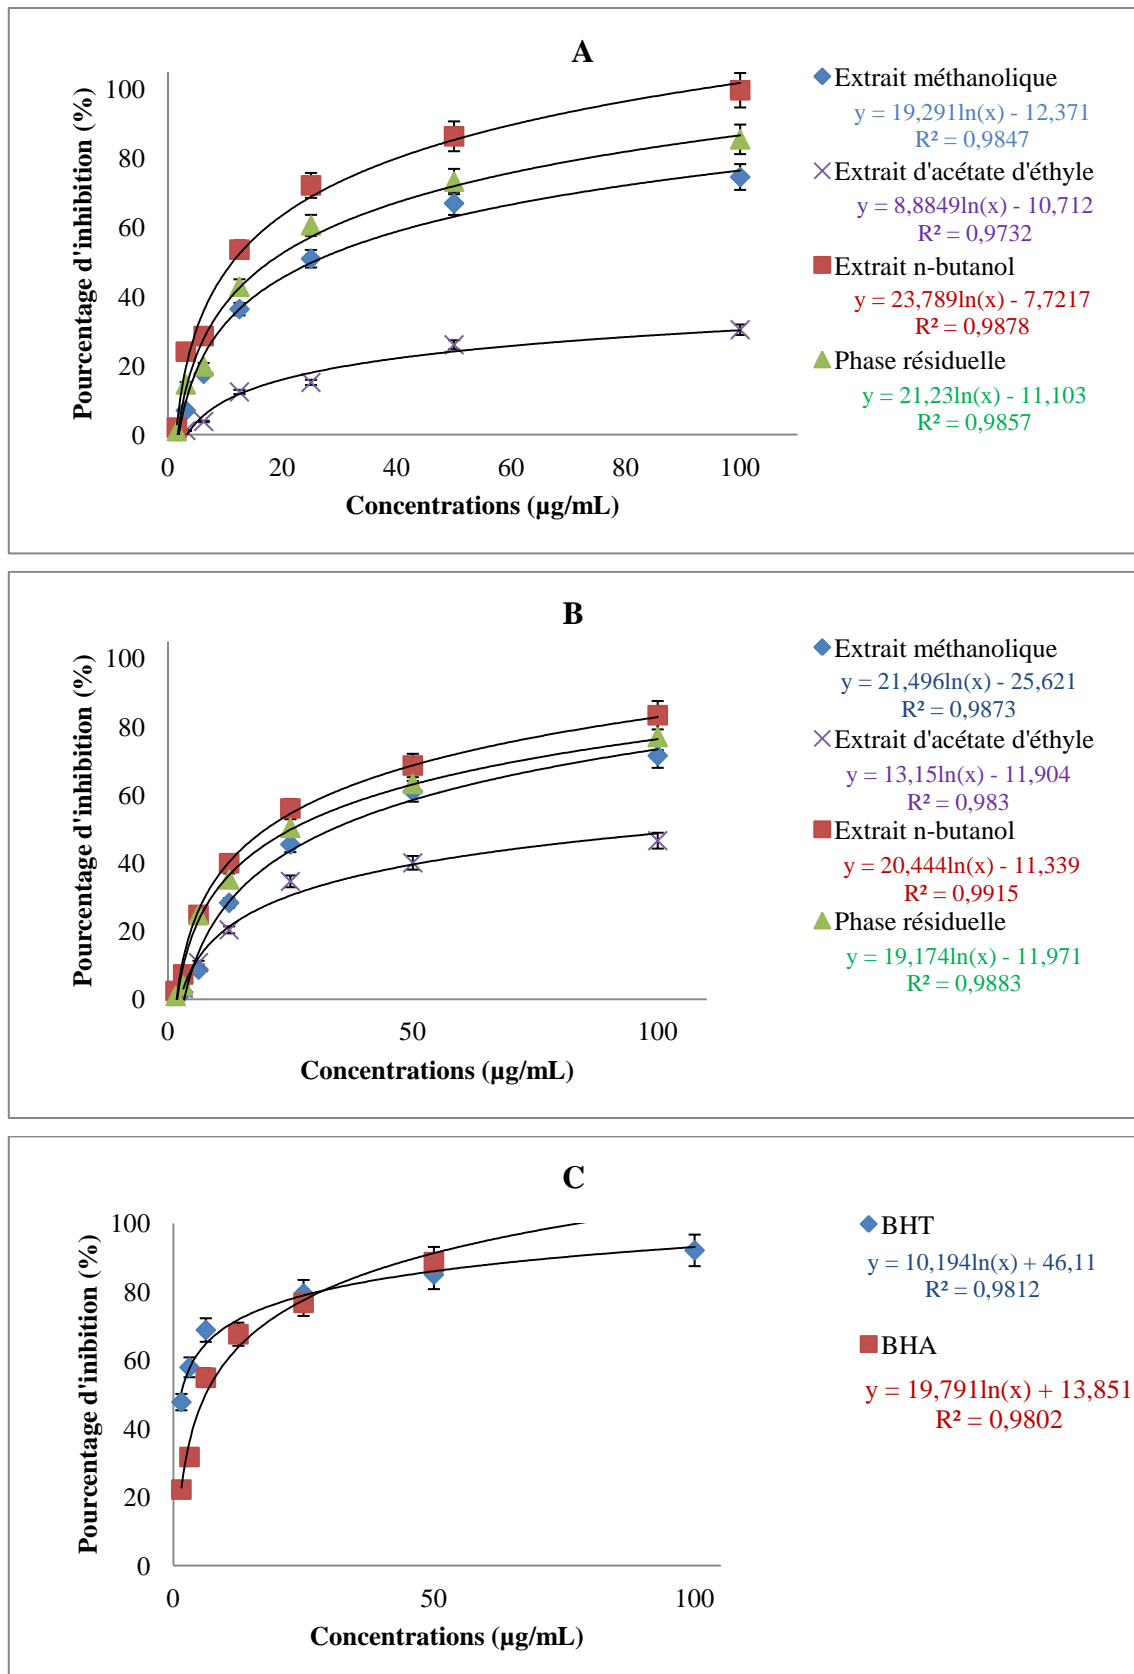 A
Pourcentage d'inhibition (%)
100
80
60
40
20
0
0 20 40 60 80 100
Concentrations (µg/mL)
Extrait méthanolique
y = 19,291ln(x) - 12,371
R² = 0,9847
Extrait d'acétate d'éthyle
y = 8,8849ln(x) - 10,712
R² = 0,9732
Extrait n-butanol
y = 23,789ln(x) - 7,7217
R² = 0,9878
Phase résiduelle
y = 21,23ln(x) - 11,103
R² = 0,9857
B
Pourcentage d'inhibition (%)
100
80
60
40
20
0
0 50 100
Concentrations (µg/mL)
Extrait méthanolique
y = 21,496ln(x) - 25,621
R² = 0,9873
Extrait d'acétate d'éthyle
y = 13,15ln(x) - 11,904
R² = 0,983
Extrait n-butanol
y = 20,444ln(x) - 11,339
R² = 0,9915
Phase résiduelle
y = 19,174ln(x) - 11,971
R² = 0,9883
C
Pourcentage d'inibition (%)
100
80
60
40
20
0
0 50 100
Concentrations (µg/mL)
BHT
y = 10,194ln(x) + 46,11
R² = 0,9812
BHA
y = 19,791ln(x) + 13,851
R² = 0,9802